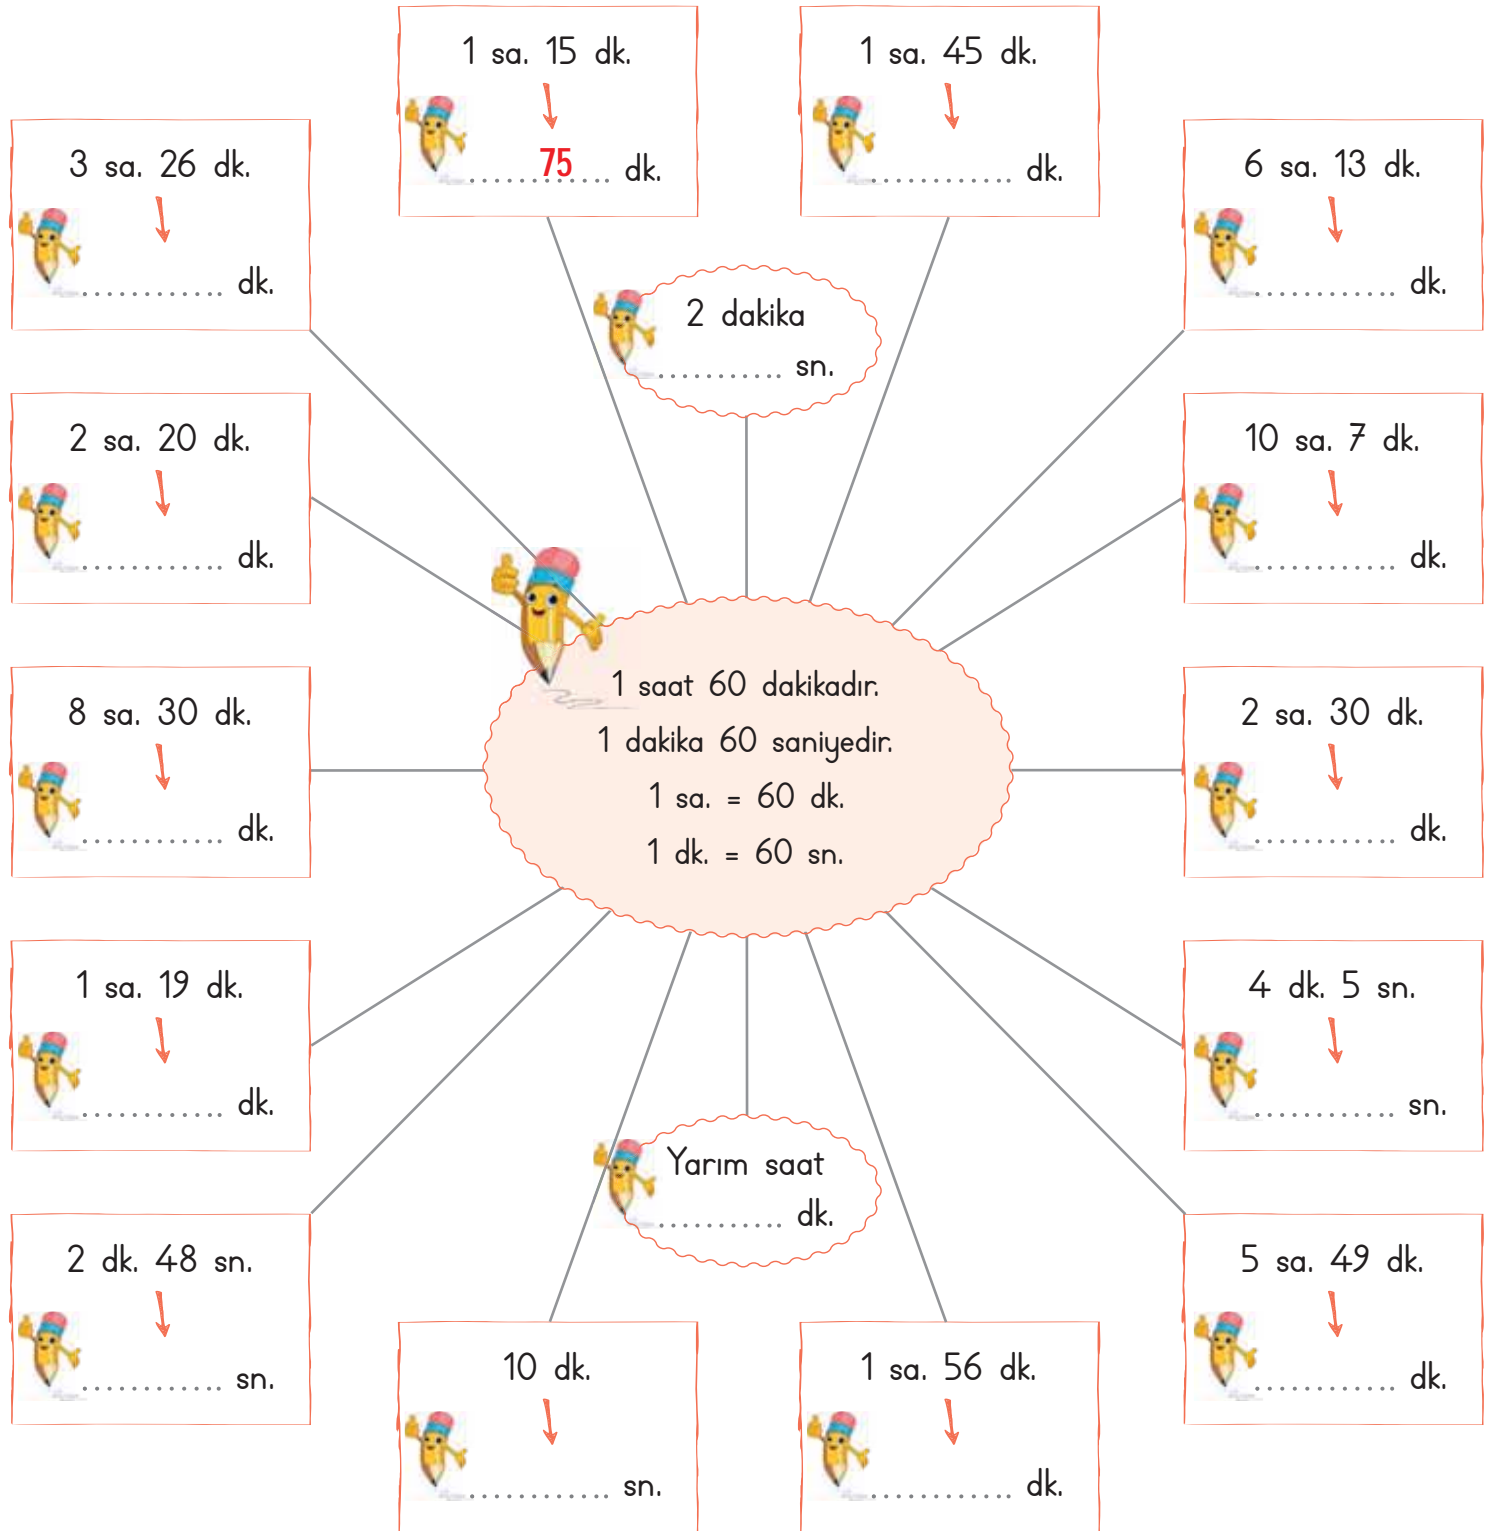 1 sa. 15 dk.
75 dk.
1 sa. 45 dk.
........... dk.
3 sa. 26 dk.
............ dk.
6 sa. 13 dk.
............ dk.
2 dakika
........... sn.
2 sa. 20 dk.
............ dk.
10 sa. 7 dk.
............ dk.
8 sa. 30 dk.
............ dk.
1 saat 60 dakikadır.
1 dakika 60 saniyedir.
1 sa. = 60 dk.
1 dk. = 60 sn.
2 sa. 30 dk.
............ dk.
1 sa. 19 dk.
............ dk.
4 dk. 5 sn.
............ sn.
Yarım saat
........... dk.
2 dk. 48 sn.
............ sn.
5 sa. 49 dk.
............ dk.
10 dk.
............ sn.
1 sa. 56 dk.
............ dk.